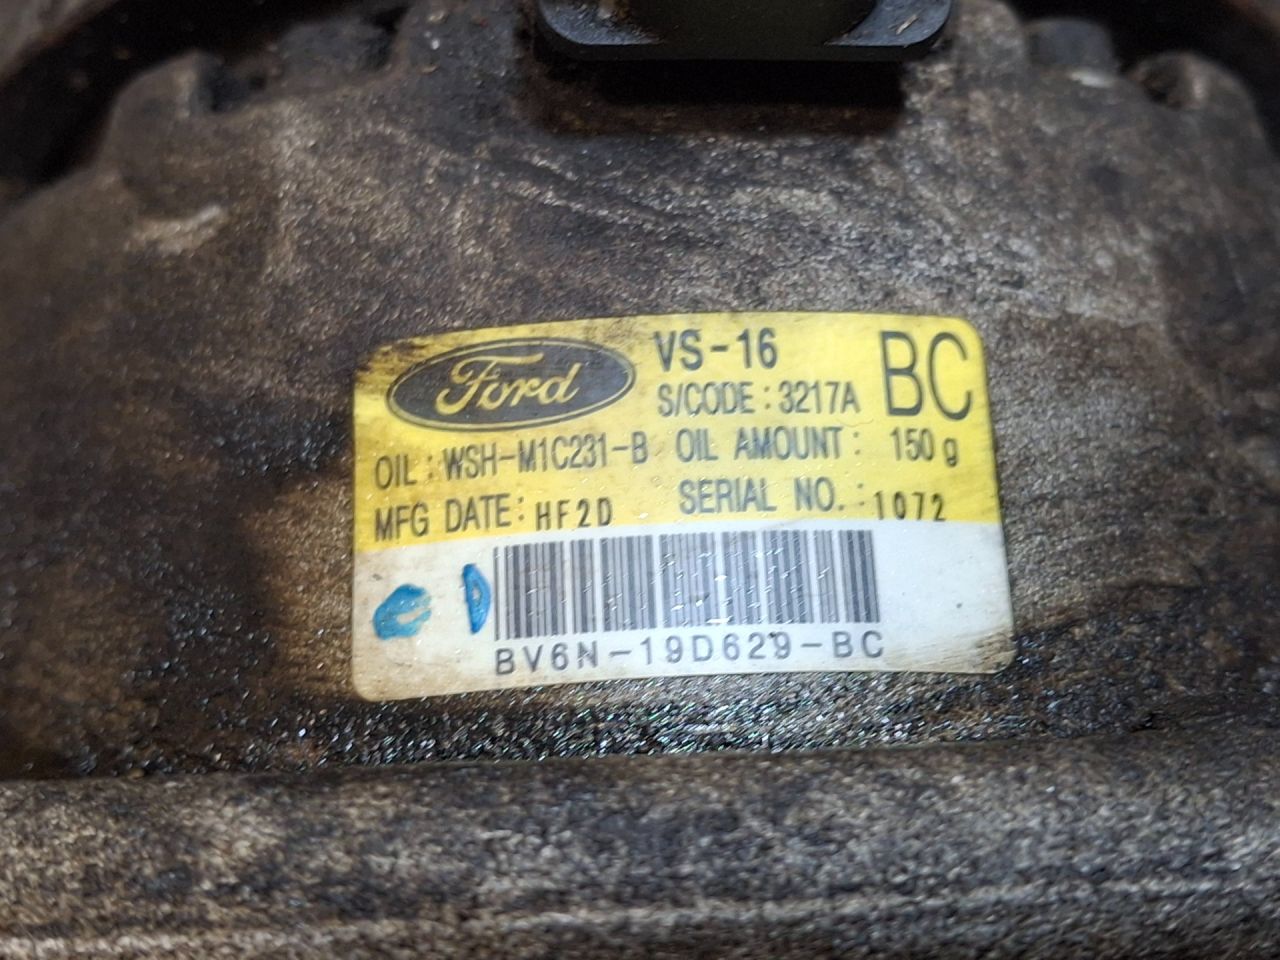 Ford VS-16 BC
S/CODE : 3217A
OIL : WSH-M1C231-B OIL AMOUNT : 150g
MFG DATE : HF2D SERIAL NO. : 1072
BV6N-19D629-BC